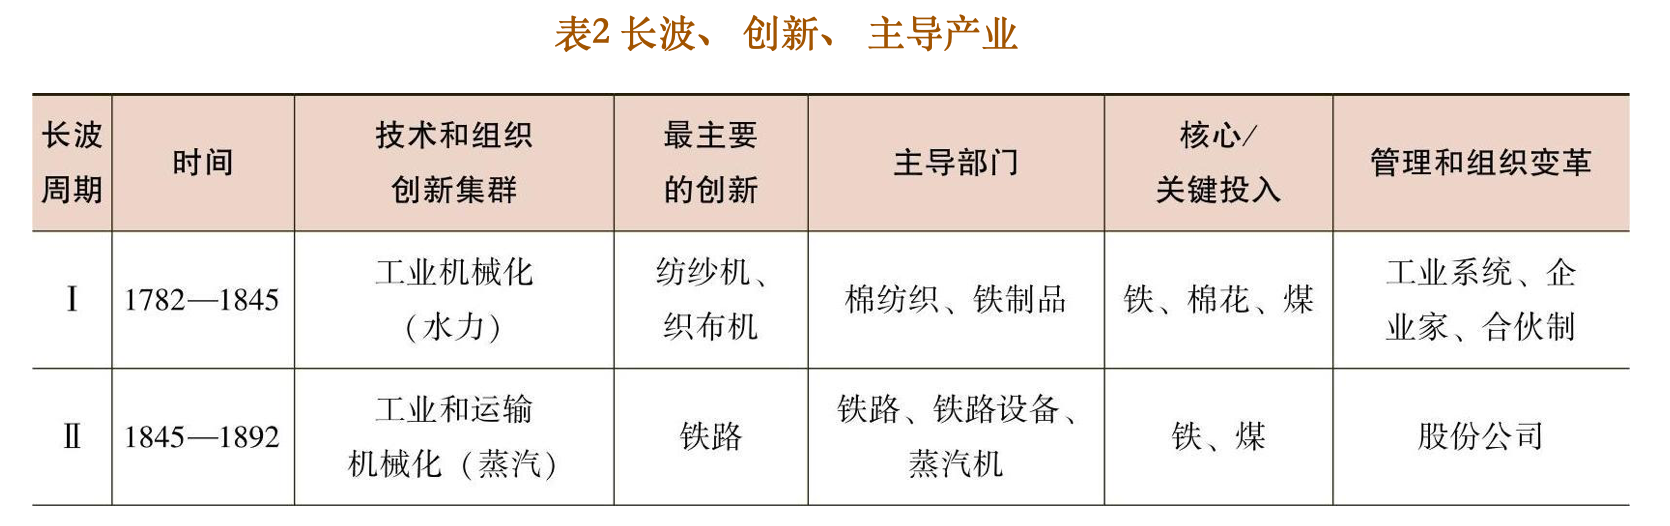 表2 长波、 创新、 主导产业
长波
周期
时间
技术和组织
创新集群
最主要
的创新
主导部门
核心/
关键投入
管理和组织变革
Ⅰ
1782—1845
工业机械化
(水力)
纺纱机、
织布机
棉纺织、铁制品
铁、棉花、煤
工业系统、企
业家、合伙制
Ⅱ
1845—1892
工业和运输
机械化 (蒸汽)
铁路
铁路、铁路设备、
蒸汽机
铁、煤
股份公司